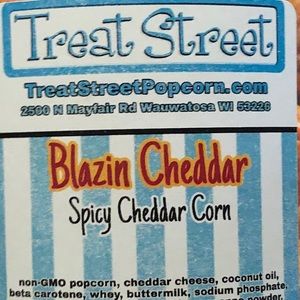 Treat Street
TreatStreetPopcorn.com
2500 N Mayfair Rd Wauwatosa WI 53226
Blazin Cheddar
Spicy Cheddar Corn
non-GMO popcorn, cheddar cheese, coconut oil,
beta carotene, whey, buttermilk, sodium phosphate,
powder